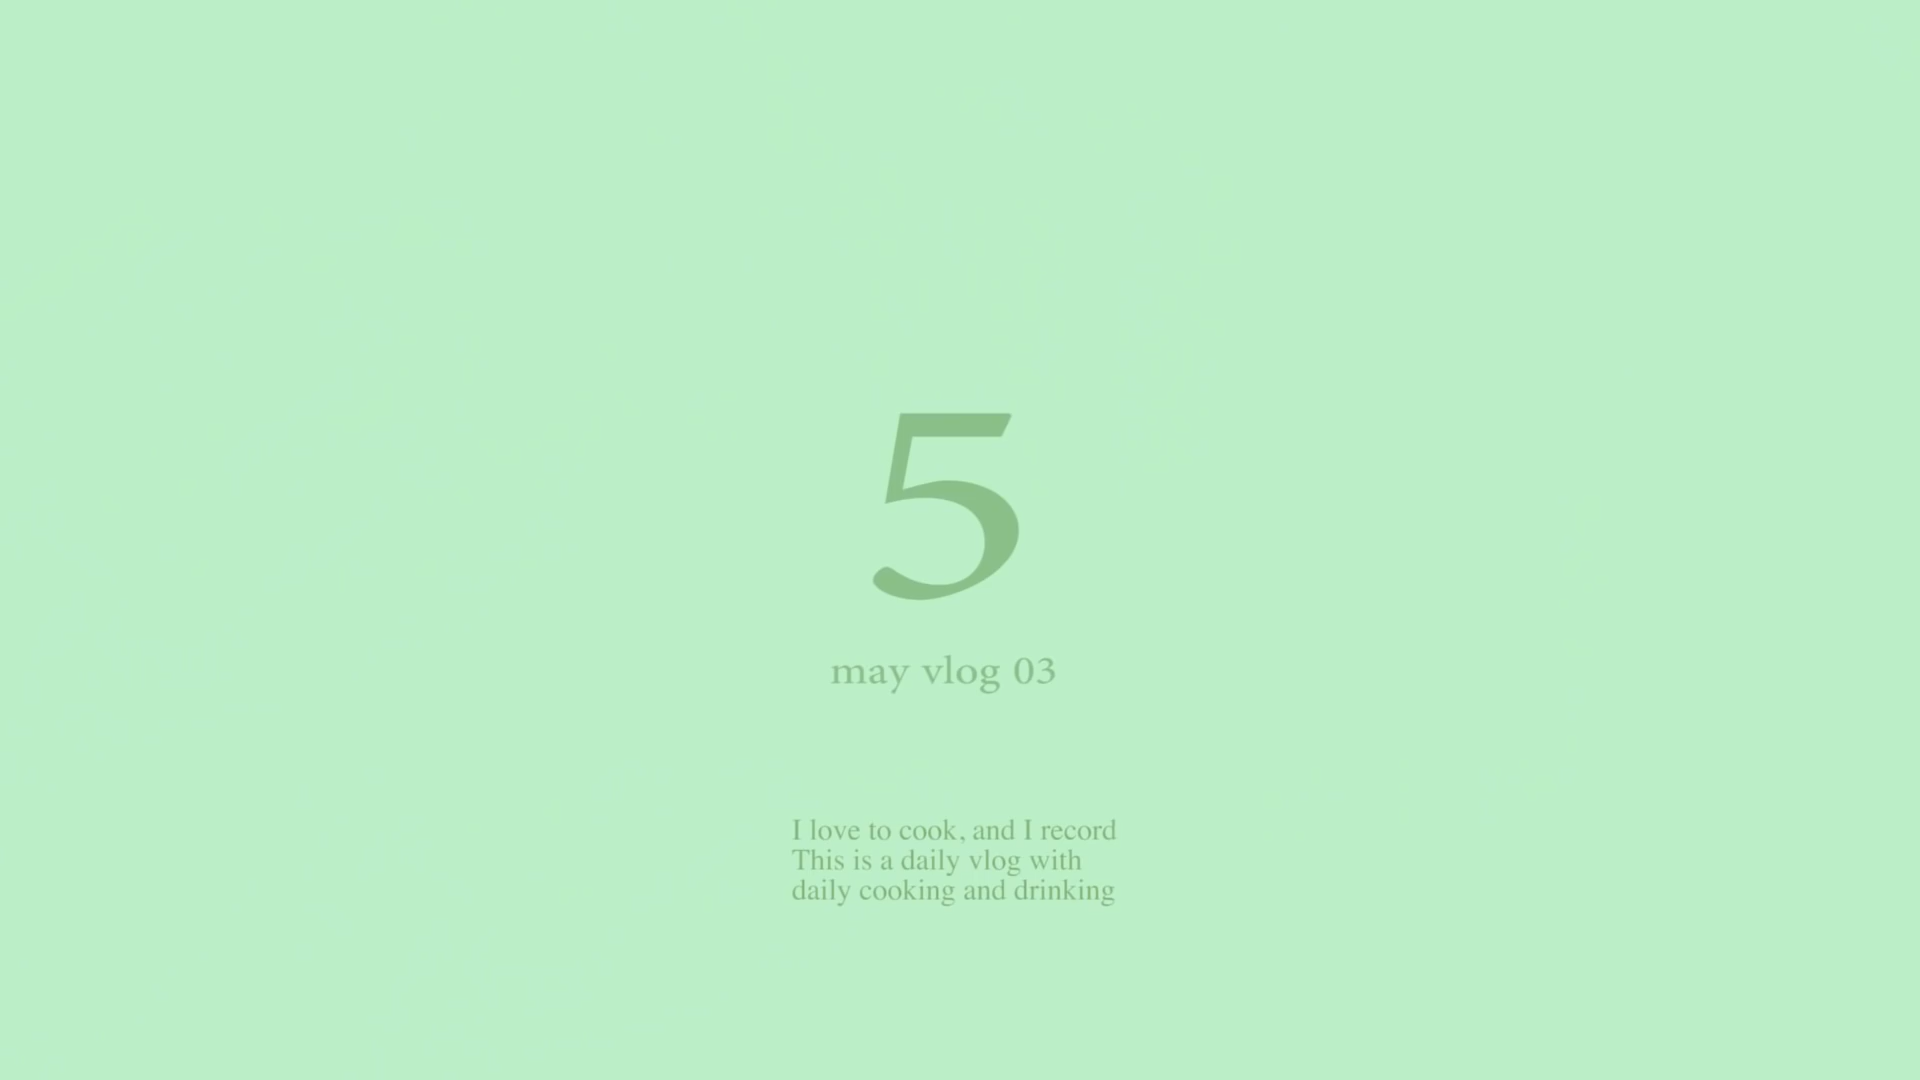 5
may vlog 03
I love to cook, and I record
This is a daily vlog with
daily cooking and drinking